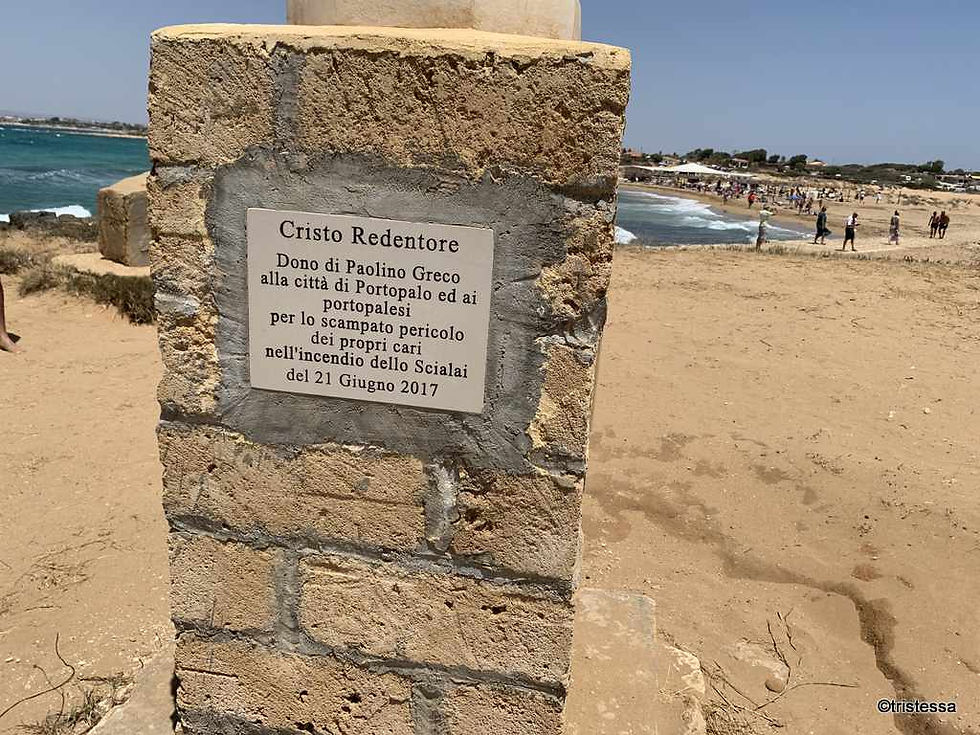 Cristo Redentore
Dono di Paolino Greco
alla città di Portopalo ed ai
portopalesi
per lo scampato pericolo
dei propri cari
nell'incendio dello Scialai
del 21 Giugno 2017
©tristessa